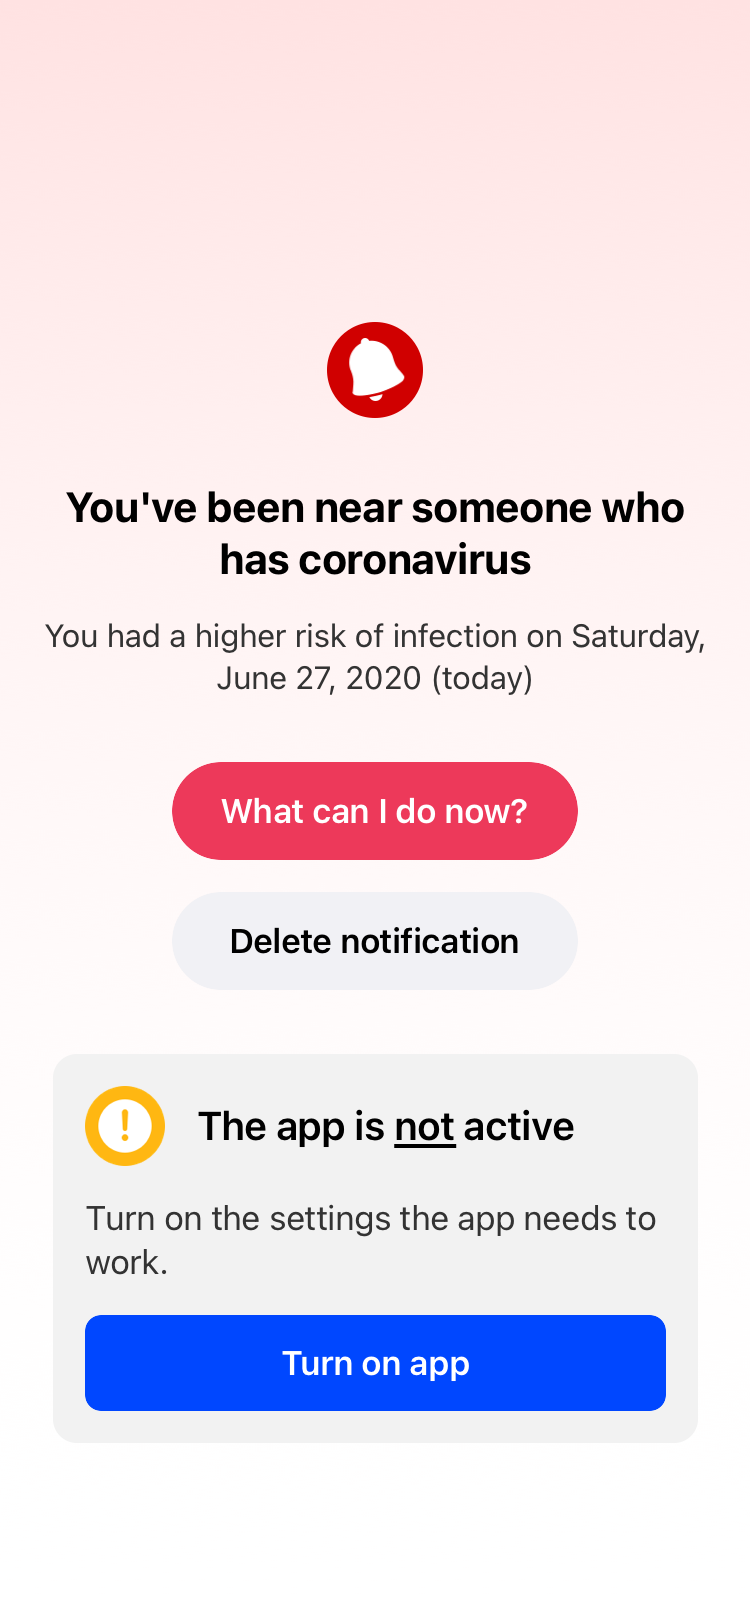 You've been near someone who
has coronavirus
You had a higher risk of infection on Saturday,
June 27, 2020 (today)
What can I do now?
Delete notification
The app is not active
Turn on the settings the app needs to
work.
Turn on app